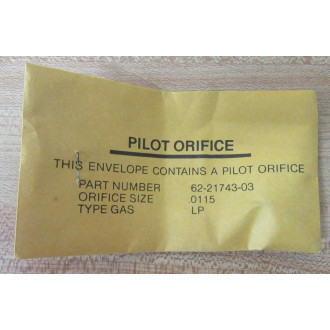 PILOT ORIFICE
THIS ENVELOPE CONTAINS A PILOT ORIFICE
PART NUMBER 62-21743-03
ORIFICE SIZE .0115
TYPE GAS LP